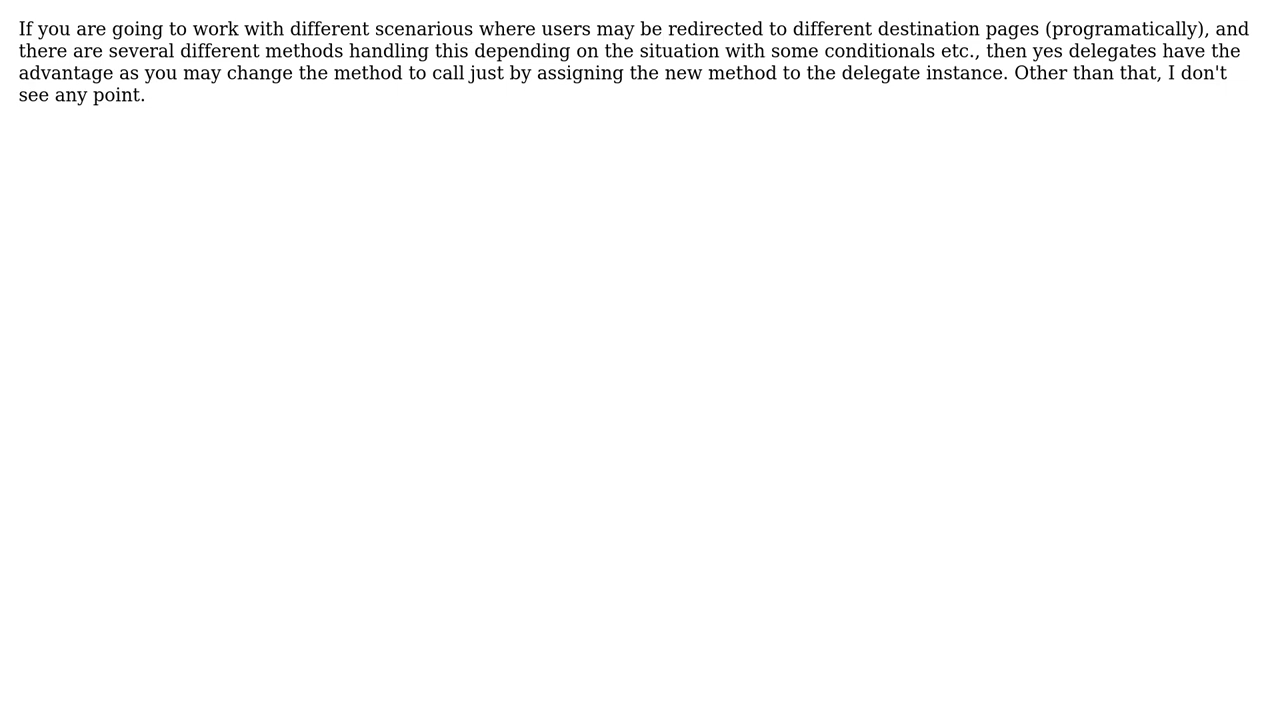 If you are going to work with different scenarious where users may be redirected to different destination pages (programatically), and
there are several different methods handling this depending on the situation with some conditionals etc., then yes delegates have the
advantage as you may change the method to call just by assigning the new method to the delegate instance. Other than that, I don't
see any point.